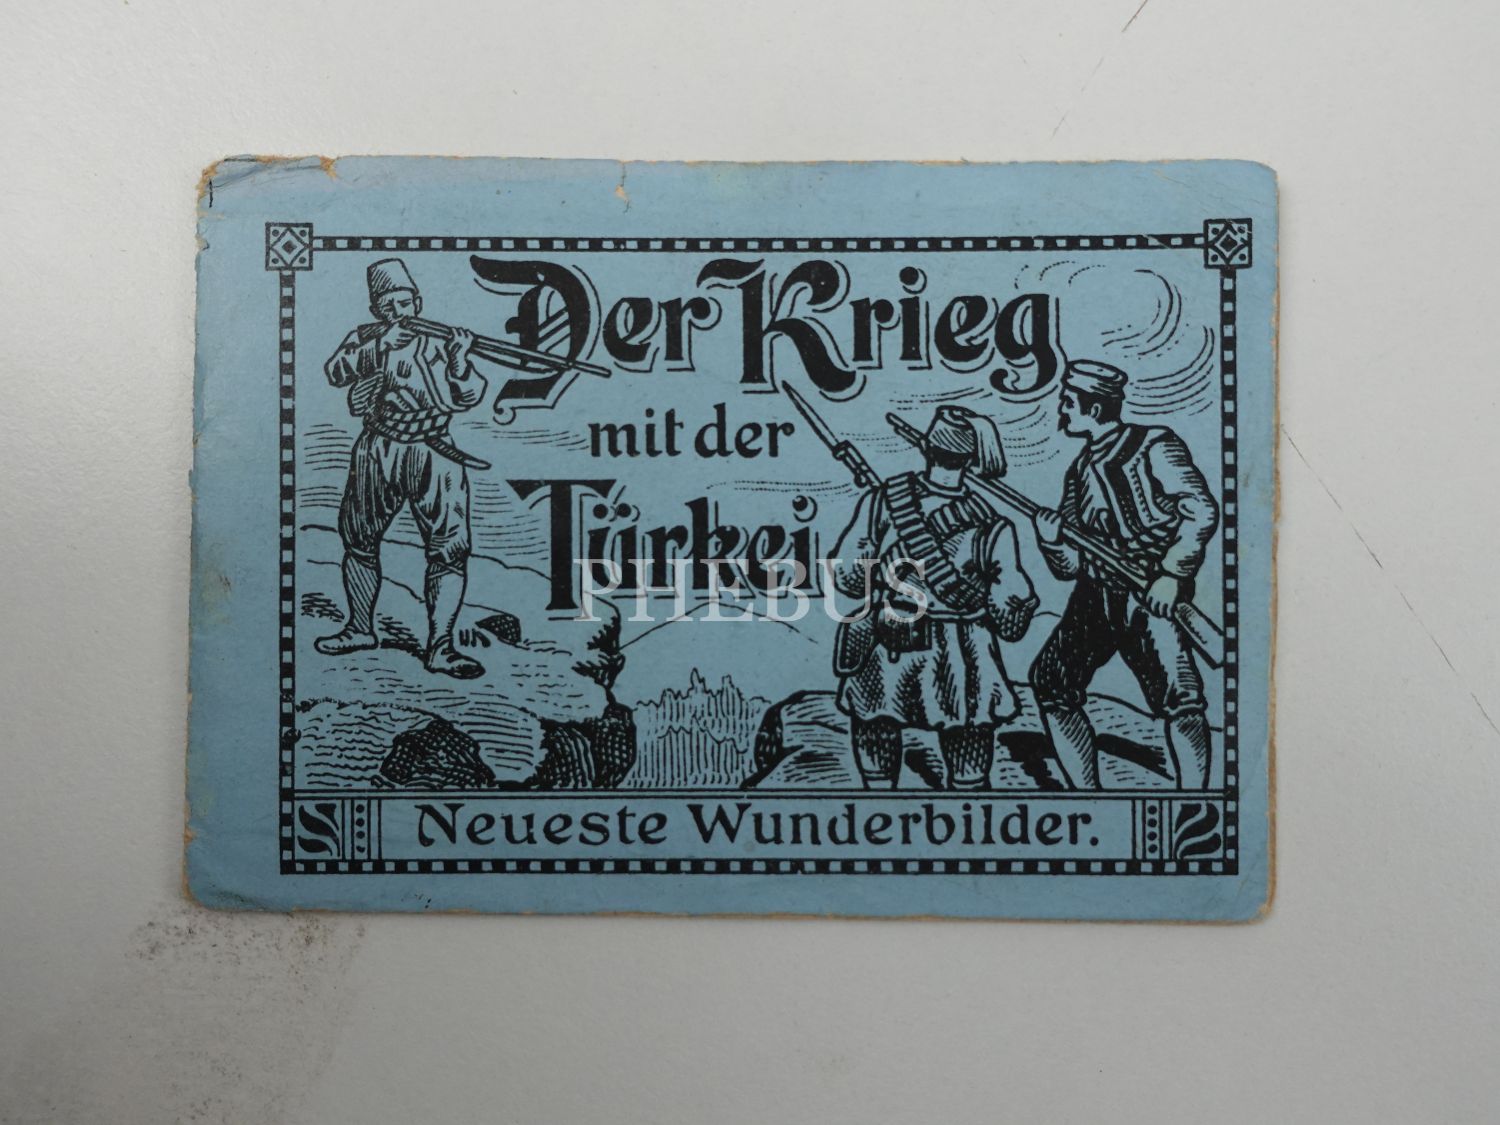 Der Krieg
mit der
Türkei
PHEBUS
Neueste Wunderbilder.